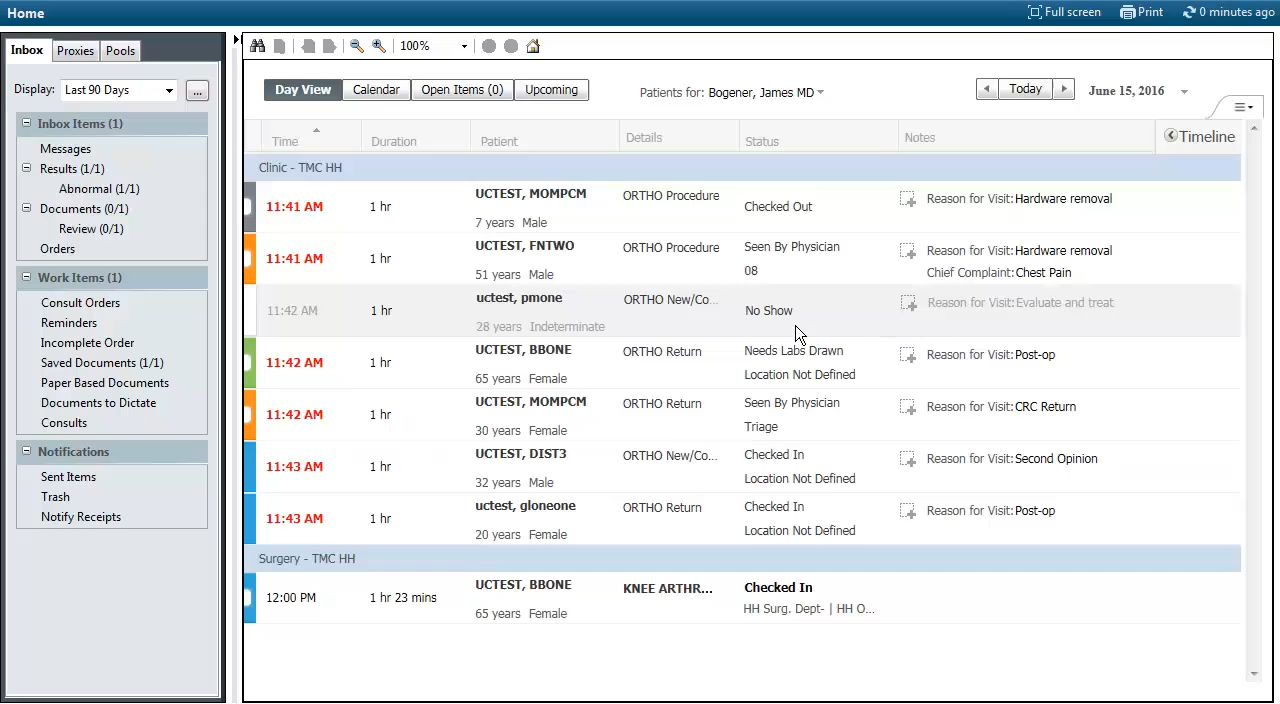 Home
Full screen
Print
0 minutes ago
Inbox
Proxies
Pools
100%
Display:
Last 90 Days
...
Day View
Calendar
Open Items (0)
Upcoming
Patients for: Bogener, James MD
Today
June 15, 2016
Inbox Items (1)
Messages
Results (1/1)
Abnormal (1/1)
Documents (0/1)
Review (0/1)
Orders
Work Items (1)
Consult Orders
Reminders
Incomplete Order
Saved Documents (1/1)
Paper Based Documents
Documents to Dictate
Consults
Notifications
Sent Items
Trash
Notify Receipts
Time
Duration
Patient
Details
Status
Notes
Timeline
Clinic - TMC HH
11:41 AM
1 hr
UCTEST, MOMPCM
7 years Male
ORTHO Procedure
Checked Out
Reason for Visit: Hardware removal
11:41 AM
1 hr
UCTEST, FNTWO
51 years Male
ORTHO Procedure
Seen By Physician
08
Reason for Visit: Hardware removal
Chief Complaint: Chest Pain
11:42 AM
1 hr
uctest, pmone
28 years Indeterminate
ORTHO New/Co...
No Show
Reason for Visit: Evaluate and treat
11:42 AM
1 hr
UCTEST, BBONE
65 years Female
ORTHO Return
Needs Labs Drawn
Location Not Defined
Reason for Visit: Post-op
11:42 AM
1 hr
UCTEST, MOMPCM
30 years Female
ORTHO Return
Seen By Physician
Triage
Reason for Visit: CRC Return
11:43 AM
1 hr
UCTEST, DIST3
32 years Male
ORTHO New/Co...
Checked In
Location Not Defined
Reason for Visit: Second Opinion
11:43 AM
1 hr
uctest, gloneone
20 years Female
ORTHO Return
Checked In
Location Not Defined
Reason for Visit: Post-op
Surgery - TMC HH
12:00 PM
1 hr 23 mins
UCTEST, BBONE
65 years Female
KNEE ARTHR...
Checked In
HH Surg. Dept- | HH O...